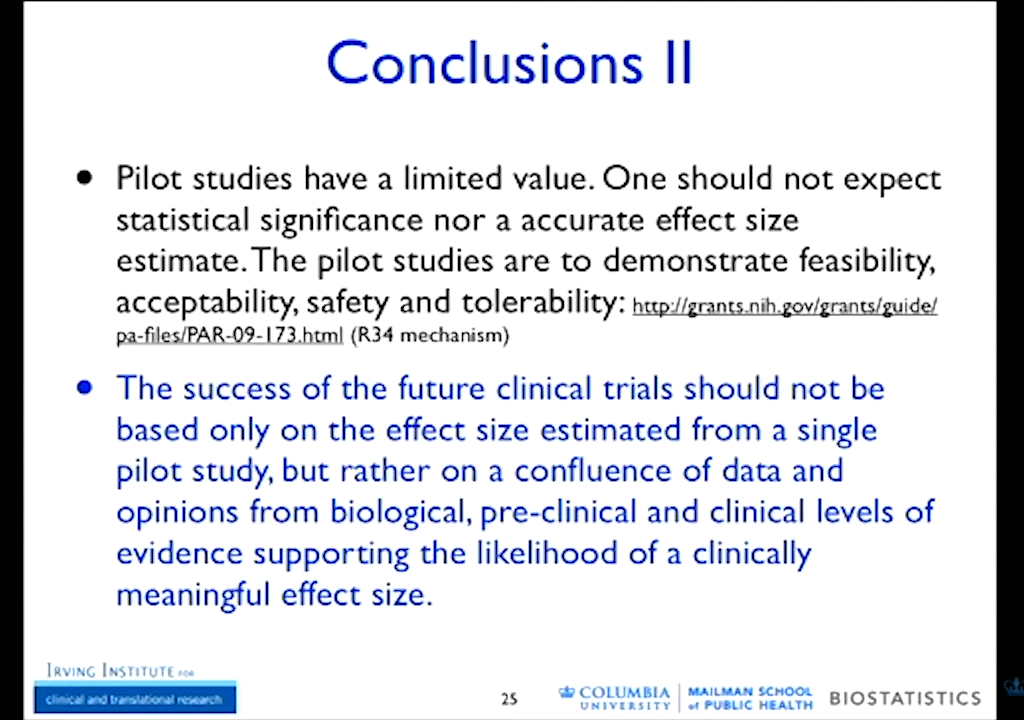 Conclusions II
• Pilot studies have a limited value. One should not expect
statistical significance nor a accurate effect size
estimate. The pilot studies are to demonstrate feasibility,
acceptability, safety and tolerability: http://grants.nih.gov/grants/guide/
pa-files/PAR-09-173.html (R34 mechanism)
• The success of the future clinical trials should not be
based only on the effect size estimated from a single
pilot study, but rather on a confluence of data and
opinions from biological, pre-clinical and clinical levels of
evidence supporting the likelihood of a clinically
meaningful effect size.
IRVING INSTITUTE FOR
clinical and translational research
25
COLUMBIA
UNIVERSITY
MAILMAN SCHOOL
of PUBLIC HEALTH
BIOSTATISTICS